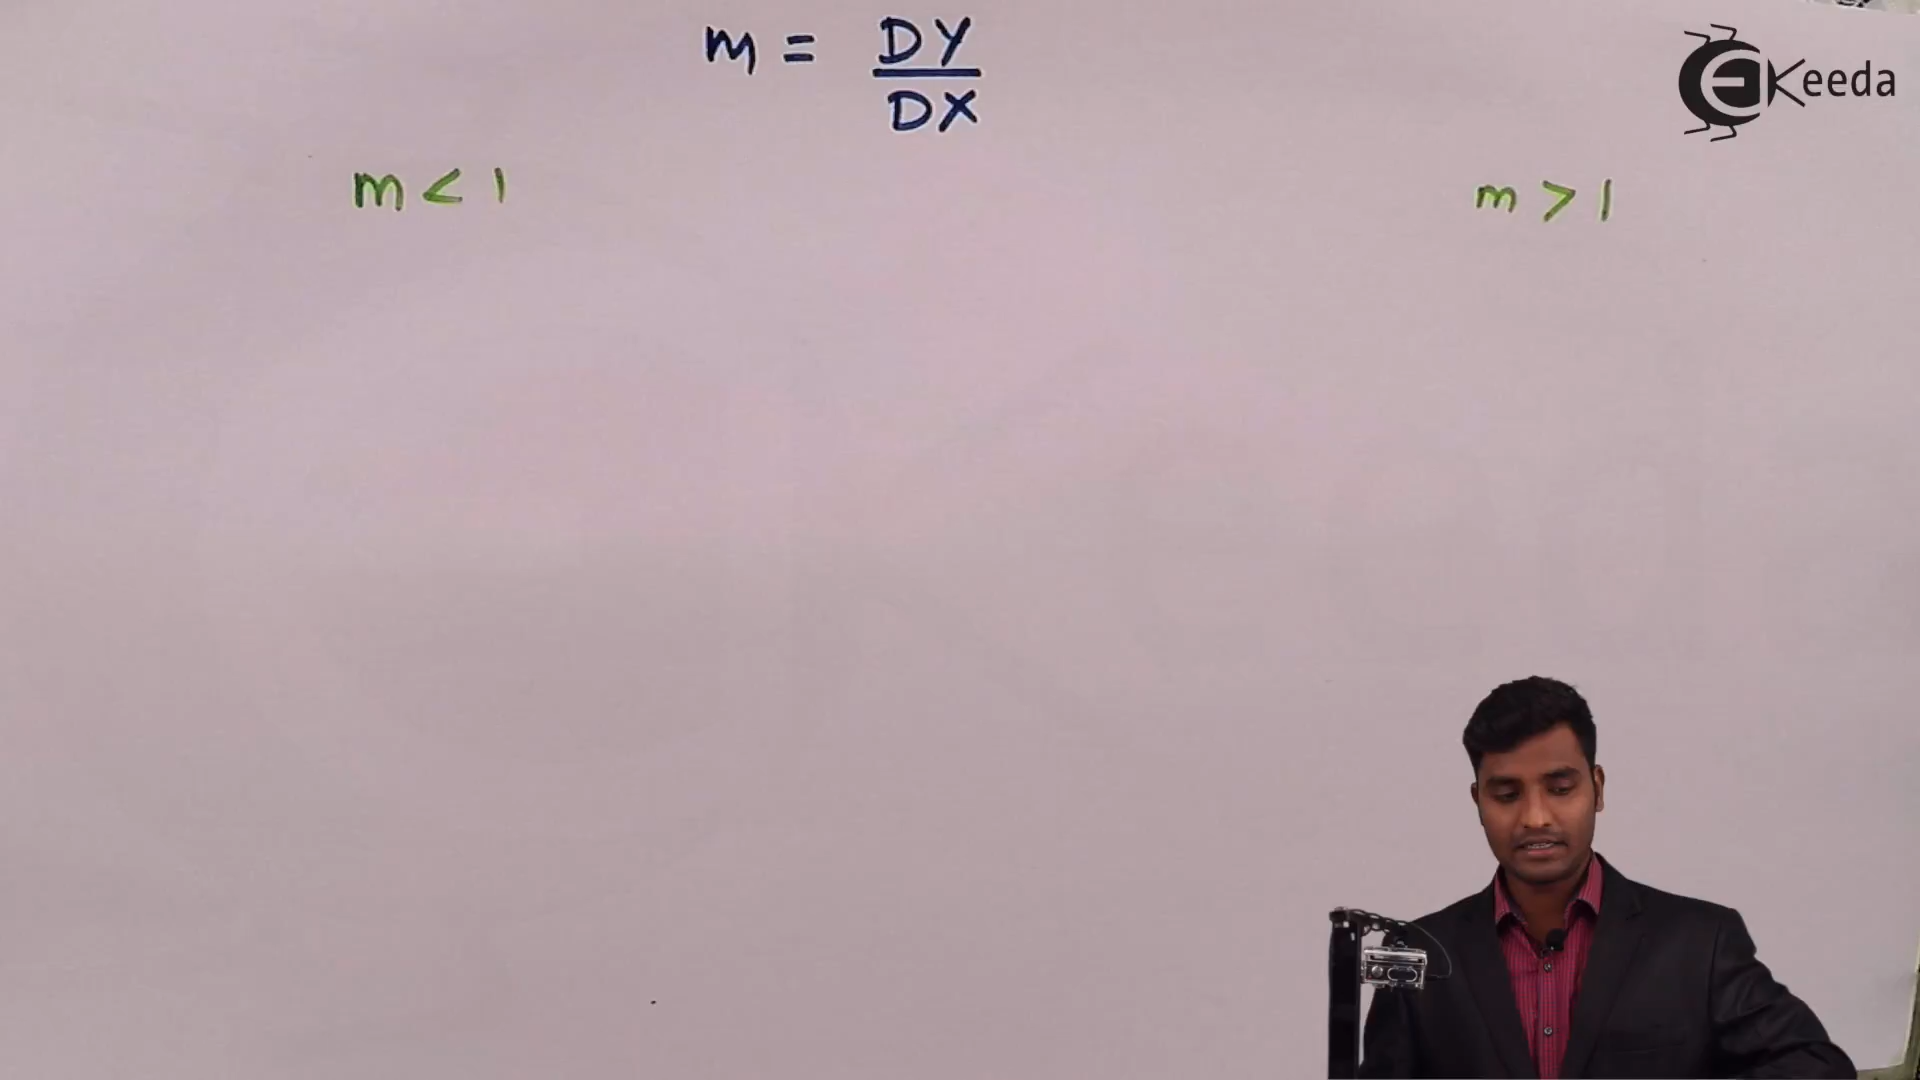 m = DY
DX
eKeeda
m < 1
m > 1